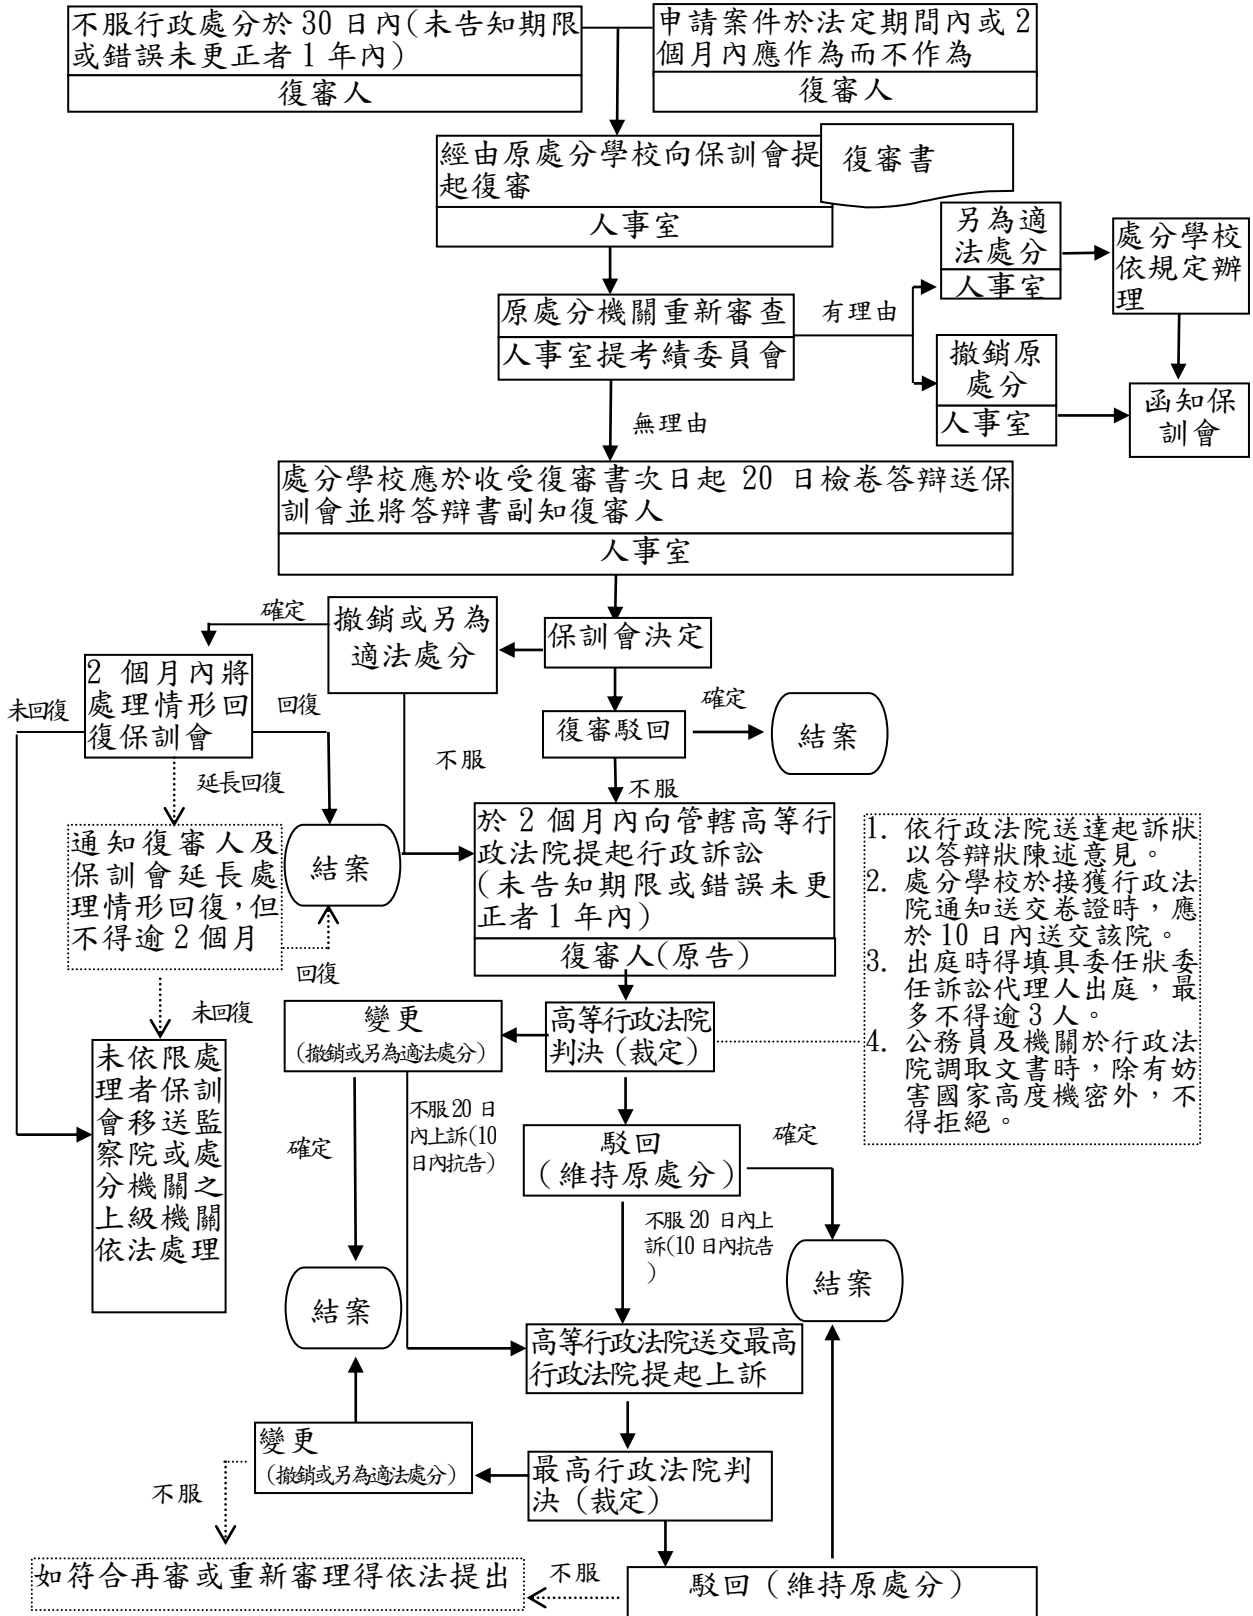 不服行政處分於 30 日內(未告知期限
或錯誤未更正者 1 年內)
復審人
申請案件於法定期間內或 2
個月內應作為而不作為
復審人
經由原處分學校向保訓會提
起復審
人事室
復審書
另為適
法處分
人事室
處分學校
依規定辦
理
原處分機關重新審查
人事室提考績委員會
有理由
撤銷原
處分
人事室
函知保
訓會
無理由
處分學校應於收受復審書次日起 20 日檢卷答辯送保
訓會並將答辯書副知復審人
人事室
確定
撤銷或另為
適法處分
保訓會決定
2 個月內將
處理情形回
復保訓會
未回復
回復
復審駁回
確定
結案
不服
延長回復
不服
通知復審人及
保訓會延長處
理情形回復,但
不得逾 2 個月
結案
於 2 個月內向管轄高等行
政法院提起行政訴訟
(未告知期限或錯誤未更
正者 1 年內)
復審人(原告)
1. 依行政法院送達起訴狀
以答辯狀陳述意見。
2. 處分學校於接獲行政法
院通知送交卷證時，應
於 10 日內送交該院。
3. 出庭時得填具委任狀委
任訴訟代理人出庭，最
多不得逾 3 人。
4. 公務員及機關於行政法
院調取文書時，除有妨
害國家高度機密外，不
得拒絕。
回復
未回復
變更
(撤銷或另為適法處分)
高等行政法院
判決（裁定）
未依限處
理者保訓
會移送監
察院或處
分機關之
上級機關
依法處理
不服 20 日
內上訴(10
日內抗告)
確定
駁回
（維持原處分）
確定
不服 20 日內上
訴(10 日內抗告
)
結案
結案
高等行政法院送交最高
行政法院提起上訴
變更
(撤銷或另為適法處分)
最高行政法院判
決（裁定）
不服
如符合再審或重新審理得依法提出
不服
駁回（維持原處分）